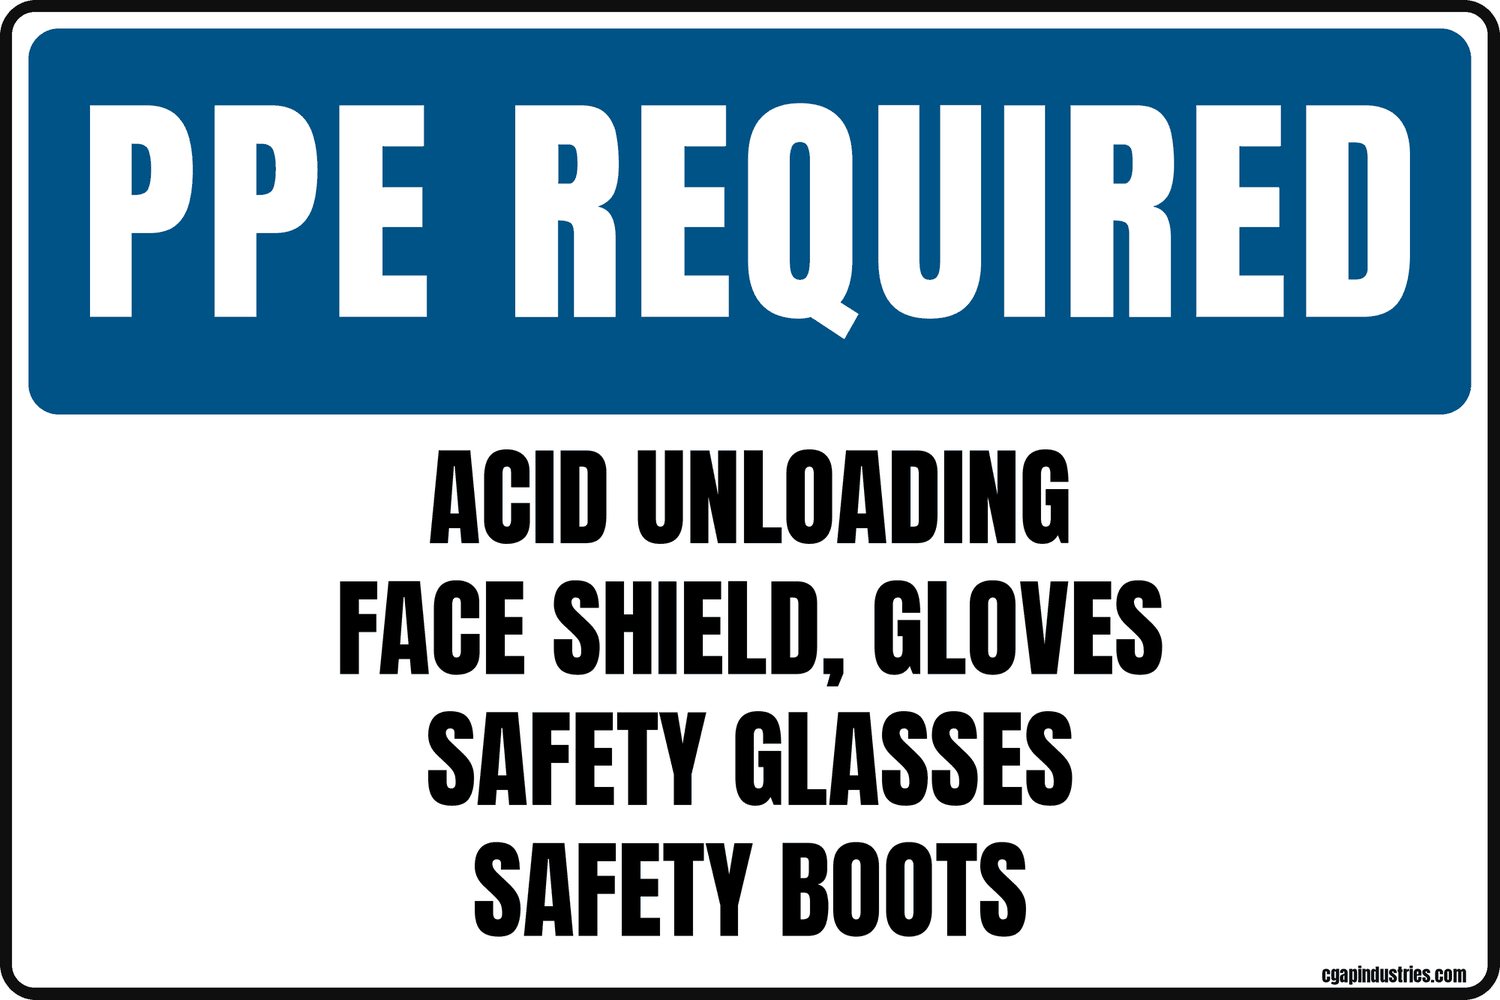 PPE REQUIRED
ACID UNLOADING
FACE SHIELD, GLOVES
SAFETY GLASSES
SAFETY BOOTS
cgapindustries.com